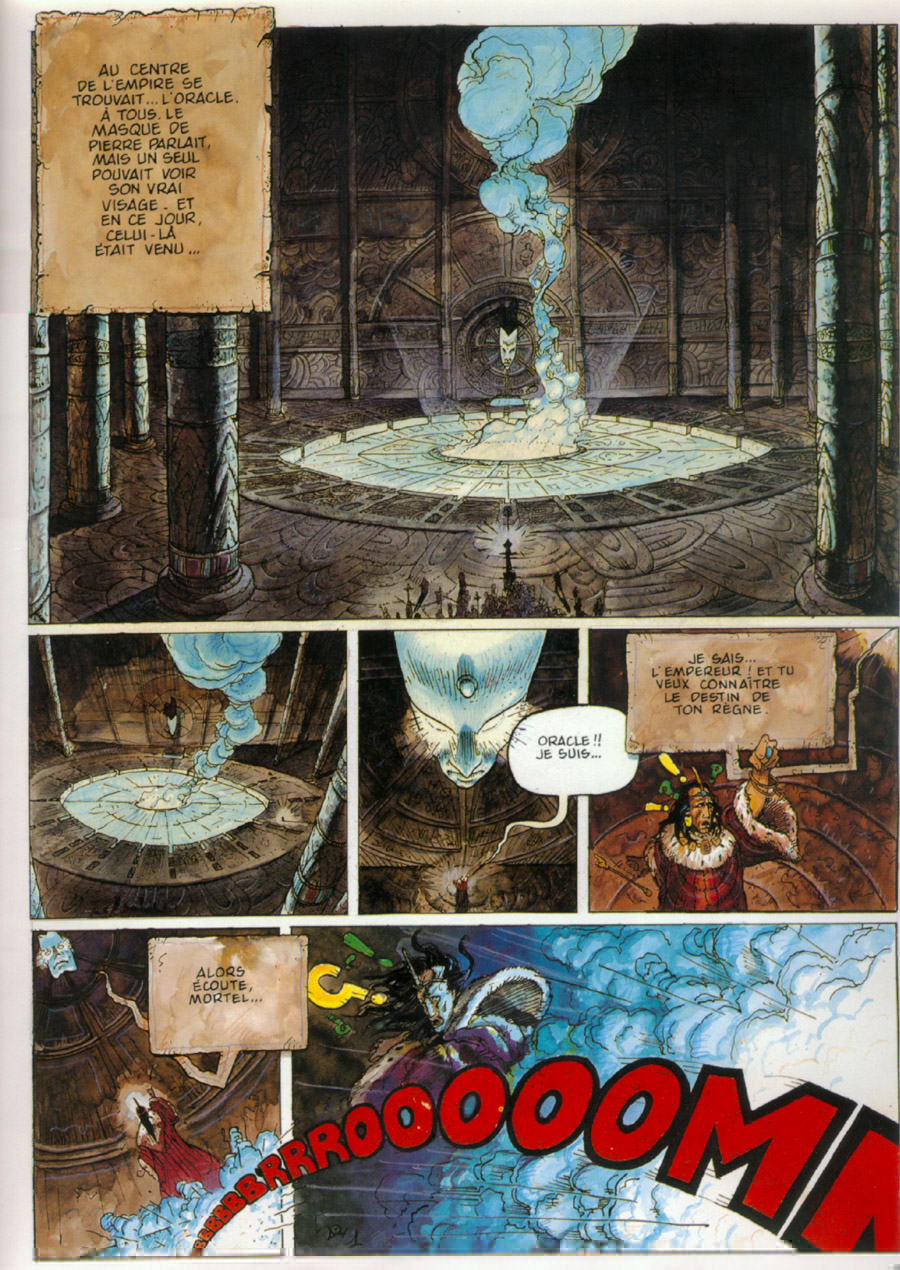 AU CENTRE
DE L'EMPIRE SE
TROUVAIT... L'ORACLE.
À TOUS. LE
MASQUE DE
PIERRE PARLAIT,
MAIS UN SEUL
POUVAIT VOIR
SON VRAI
VISAGE. ET
EN CE JOUR,
CELUI-LÀ
ÉTAIT VENU...
ORACLE!!
JE SUIS...
JE SAIS...
L'EMPEREUR! ET TU
VEUX CONNAÎTRE
LE DESTIN DE
TON RÈGNE.
!?
!?
ALORS
ÉCOUTE,
MORTEL...
?!
?!
BBBBBBRRRROOOOOOOMM